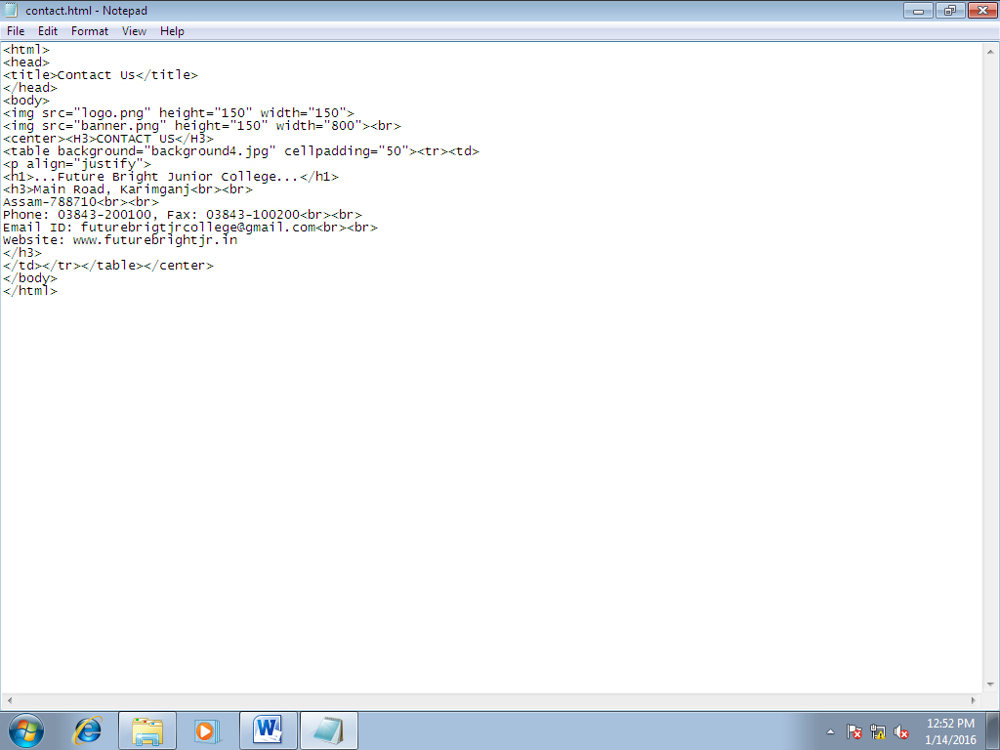 contact.html - Notepad
File Edit Format View Help
<html>
<head>
<title>Contact Us</title>
</head>
<body>
<img src="logo.png" height="150" width="150">
<img src="banner.png" height="150" width="800"><br>
<center><H3>CONTACT US</H3>
<table background="background4.jpg" cellpadding="50"><tr><td>
<p align="justify">
<h1>...Future Bright Junior College...</h1>
<h3>Main Road, Karimganj<br><br>
Assam-788710<br><br>
Phone: 03843-200100, Fax: 03843-100200<br><br>
Email ID: futurebrigtjrcollege@gmail.com<br><br>
Website: www.futurebrightjr.in
</h3>
</td></tr></table></center>
</body>
</html>
12:52 PM
1/14/2016